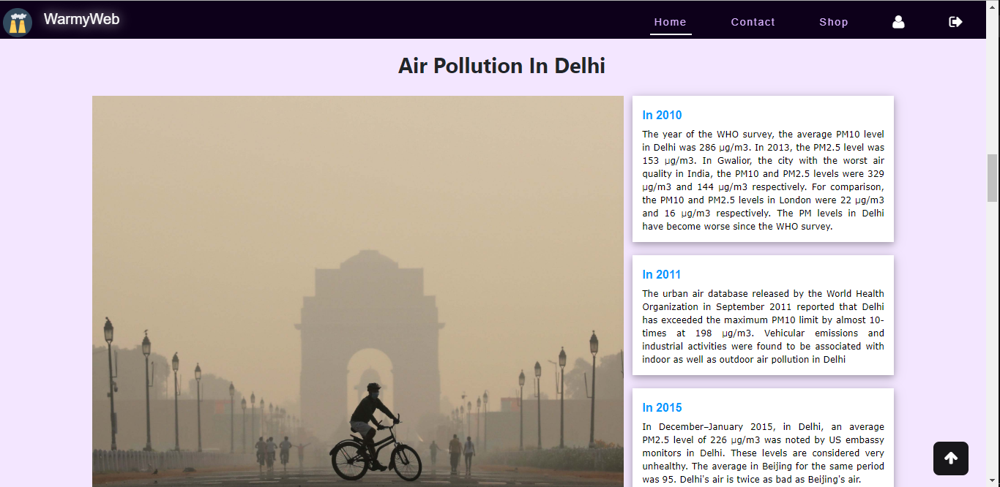 WarmyWeb
Home
Contact
Shop
Air Pollution In Delhi
In 2010
The year of the WHO survey, the average PM10 level
in Delhi was 286 μg/m3. In 2013, the PM2.5 level was
153 μg/m3. In Gwalior, the city with the worst air
quality in India, the PM10 and PM2.5 levels were 329
μg/m3 and 144 μg/m3 respectively. For comparison,
the PM10 and PM2.5 levels in London were 22 μg/m3
and 16 μg/m3 respectively. The PM levels in Delhi
have become worse since the WHO survey.
In 2011
The urban air database released by the World Health
Organization in September 2011 reported that Delhi
has exceeded the maximum PM10 limit by almost 10-
times at 198 μg/m3. Vehicular emissions and
industrial activities were found to be associated with
indoor as well as outdoor air pollution in Delhi
In 2015
In December–January 2015, in Delhi, an average
PM2.5 level of 226 μg/m3 was noted by US embassy
monitors in Delhi. These levels are considered very
unhealthy. The average in Beijing for the same period
was 95. Delhi's air is twice as bad as Beijing's air.